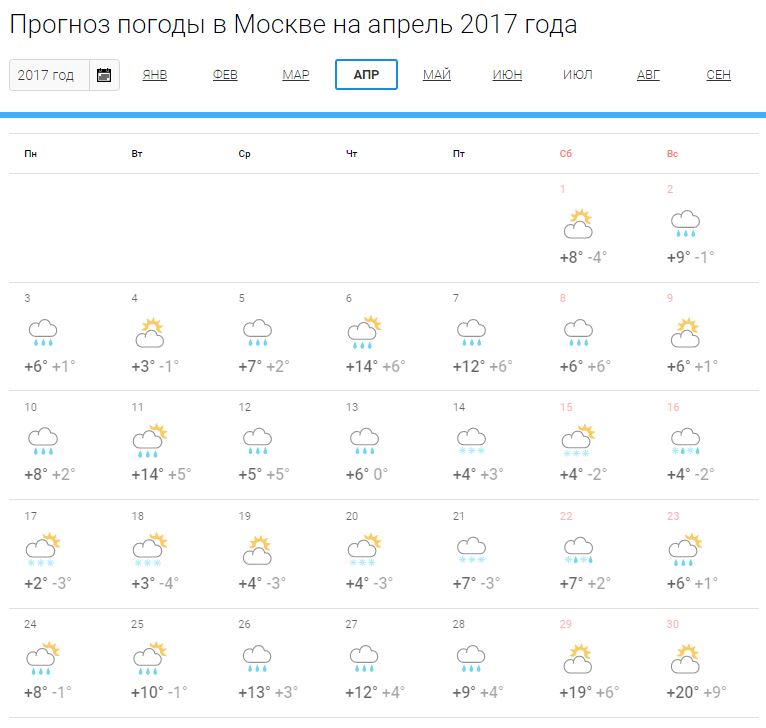 Прогноз погоды в Москве на апрель 2017 года
2017 год ЯНВ ФЕВ МАР АПР МАЙ ИЮН ИЮЛ АВГ СЕН
Пн Вт Ср Чт Пт Сб Вс
1 2
+8° -4° +9° -1°
3 4 5 6 7 8 9
+6° +1° +3° -1° +7° +2° +14° +6° +12° +6° +6° +6° +6° +1°
10 11 12 13 14 15 16
+8° +2° +14° +5° +5° +5° +6° 0° +4° +3° +4° -2° +4° -2°
17 18 19 20 21 22 23
+2° -3° +3° -4° +4° -3° +4° -3° +7° -3° +7° +2° +6° +1°
24 25 26 27 28 29 30
+8° -1° +10° -1° +13° +3° +12° +4° +9° +4° +19° +6° +20° +9°